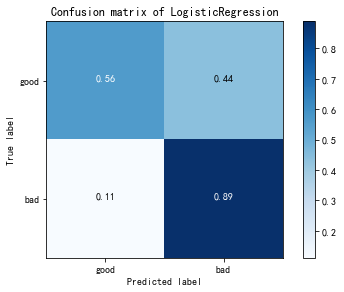 Confusion matrix of LogisticRegression
True label
good
bad
0.56
0.44
0.11
0.89
good
bad
Predicted label
0.8
0.7
0.6
0.5
0.4
0.3
0.2